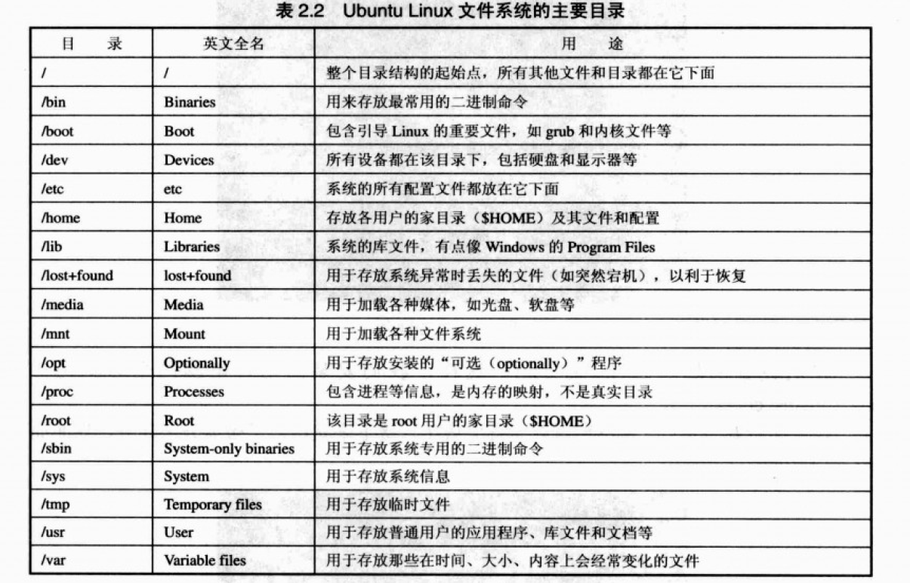 表 2.2 Ubuntu Linux 文件系统的主要目录
目 录 英文全名 用 途
/ / 整个目录结构的起始点，所有其他文件和目录都在它下面
/bin Binaries 用来存放最常用的二进制命令
/boot Boot 包含引导 Linux 的重要文件，如 grub 和内核文件等
/dev Devices 所有设备都在该目录下，包括硬盘和显示器等
/etc etc 系统的所有配置文件都放在它下面
/home Home 存放各用户的家目录（$HOME）及其文件和配置
/lib Libraries 系统的库文件，有点像 Windows 的 Program Files
/lost+found lost+found 用于存放系统异常时丢失的文件（如突然宕机），以利于恢复
/media Media 用于加载各种媒体，如光盘、软盘等
/mnt Mount 用于加载各种文件系统
/opt Optionally 用于存放安装的“可选（optionally）”程序
/proc Processes 包含进程等信息，是内存的映射，不是真实目录
/root Root 该目录是 root 用户的家目录（$HOME）
/sbin System-only binaries 用于存放系统专用的二进制命令
/sys System 用于存放系统信息
/tmp Temporary files 用于存放临时文件
/usr User 用于存放普通用户的应用程序、库文件和文档等
/var Variable files 用于存放那些在时间、大小、内容上会经常变化的文件